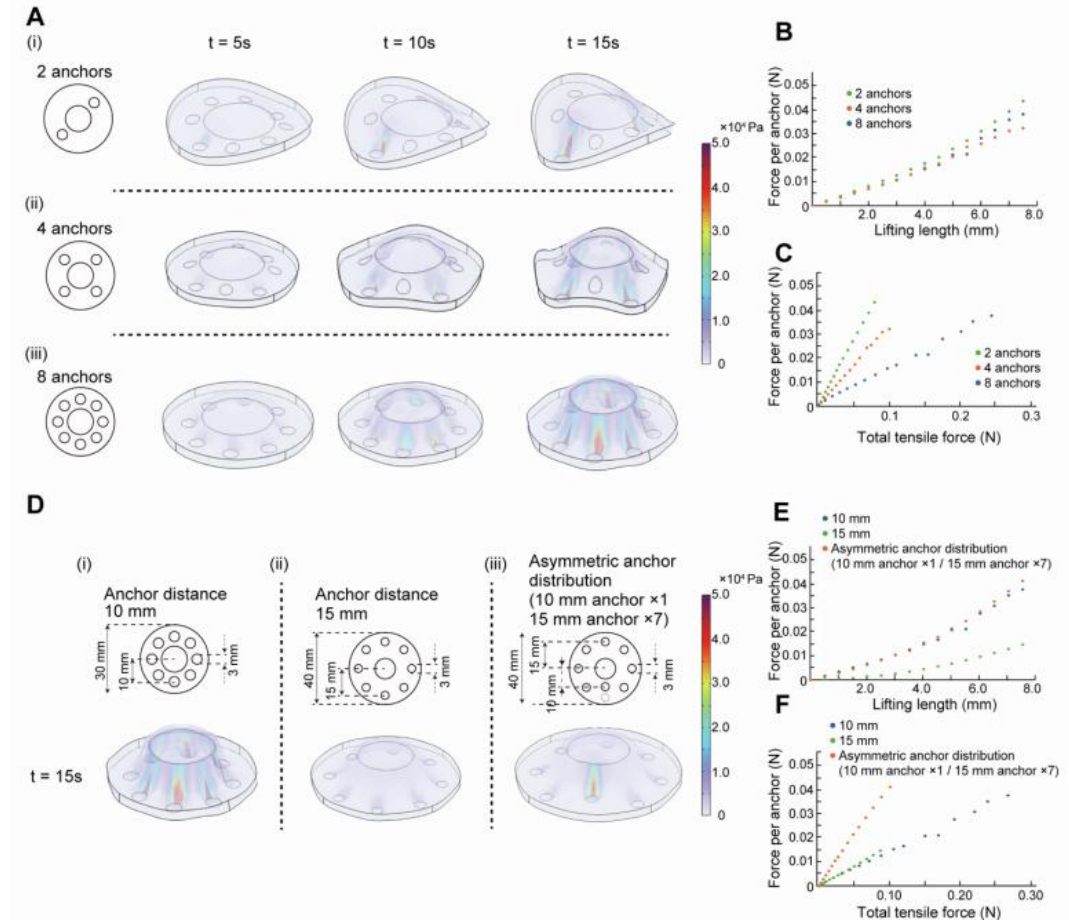 A
(i)
t = 5s
t = 10s
t = 15s
2 anchors
(ii)
4 anchors
(iii)
8 anchors
×10⁴ Pa
5.0
4.0
3.0
2.0
1.0
0
B
Force per anchor (N)
0.05
0.04
0.03
0.02
0.01
0
2 anchors
4 anchors
8 anchors
2.0
4.0
6.0
8.0
Lifting length (mm)
C
Force per anchor (N)
0.05
0.04
0.03
0.02
0.01
0
2 anchors
4 anchors
8 anchors
0.1
0.2
0.3
Total tensile force (N)
D
(i)
Anchor distance
10 mm
30 mm
10 mm
3 mm
(ii)
Anchor distance
15 mm
40 mm
15 mm
3 mm
(iii)
Asymmetric anchor
distribution
(10 mm anchor ×1
15 mm anchor ×7)
40 mm
15 mm
10 mm
3 mm
t = 15s
×10⁴ Pa
5.0
4.0
3.0
2.0
1.0
0
E
10 mm
15 mm
Asymmetric anchor distribution
(10 mm anchor ×1 / 15 mm anchor ×7)
Force per anchor (N)
0.05
0.04
0.03
0.02
0.01
0
2.0
4.0
6.0
8.0
Lifting length (mm)
F
10 mm
15 mm
Asymmetric anchor distribution
(10 mm anchor ×1 / 15 mm anchor ×7)
Force per anchor (N)
0.05
0.04
0.03
0.02
0.01
0
0.10
0.20
0.30
Total tensile force (N)